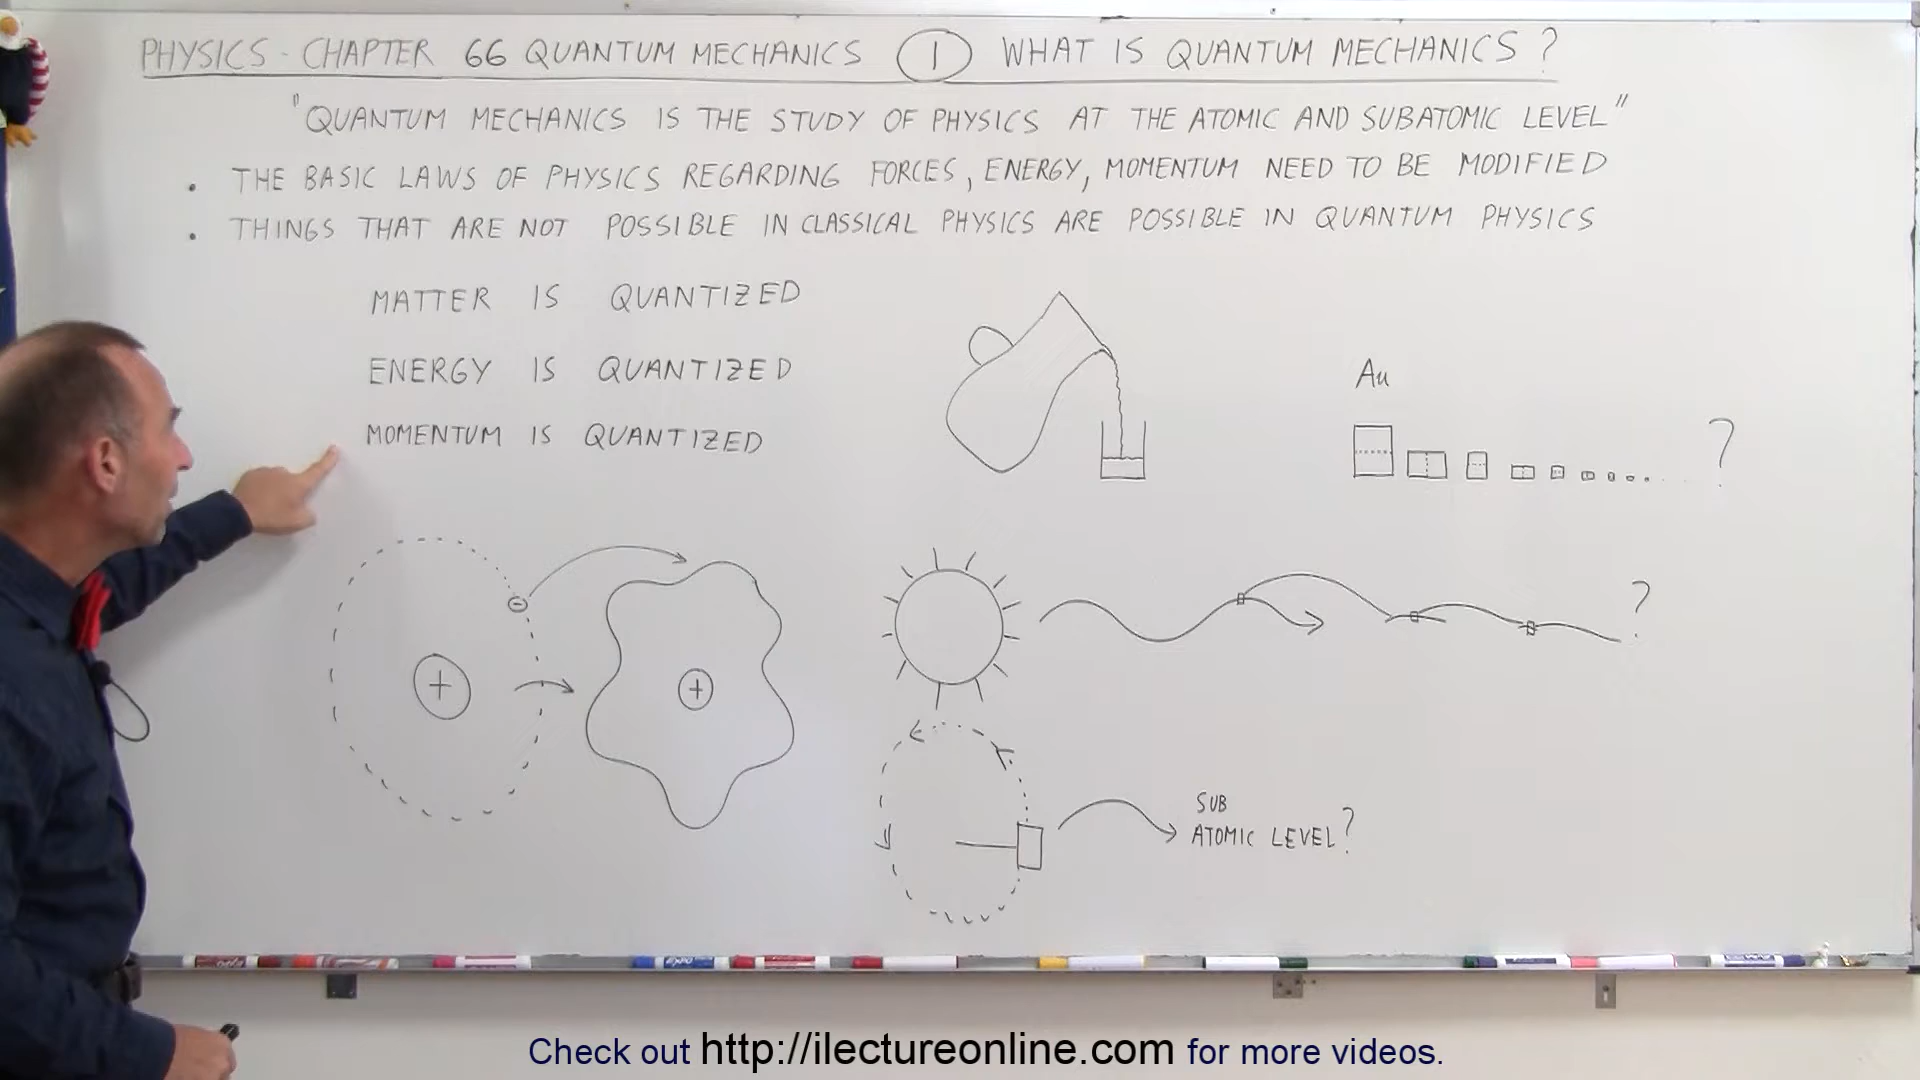 PHYSICS - CHAPTER 66 QUANTUM MECHANICS 1 WHAT IS QUANTUM MECHANICS?
"QUANTUM MECHANICS IS THE STUDY OF PHYSICS AT THE ATOMIC AND SUBATOMIC LEVEL"
• THE BASIC LAWS OF PHYSICS REGARDING FORCES, ENERGY, MOMENTUM NEED TO BE MODIFIED
• THINGS THAT ARE NOT POSSIBLE IN CLASSICAL PHYSICS ARE POSSIBLE IN QUANTUM PHYSICS
MATTER IS QUANTIZED
ENERGY IS QUANTIZED
MOMENTUM IS QUANTIZED
Au
?
-
+
+
?
SUB
ATOMIC LEVEL?
Check out http://ilectureonline.com for more videos.